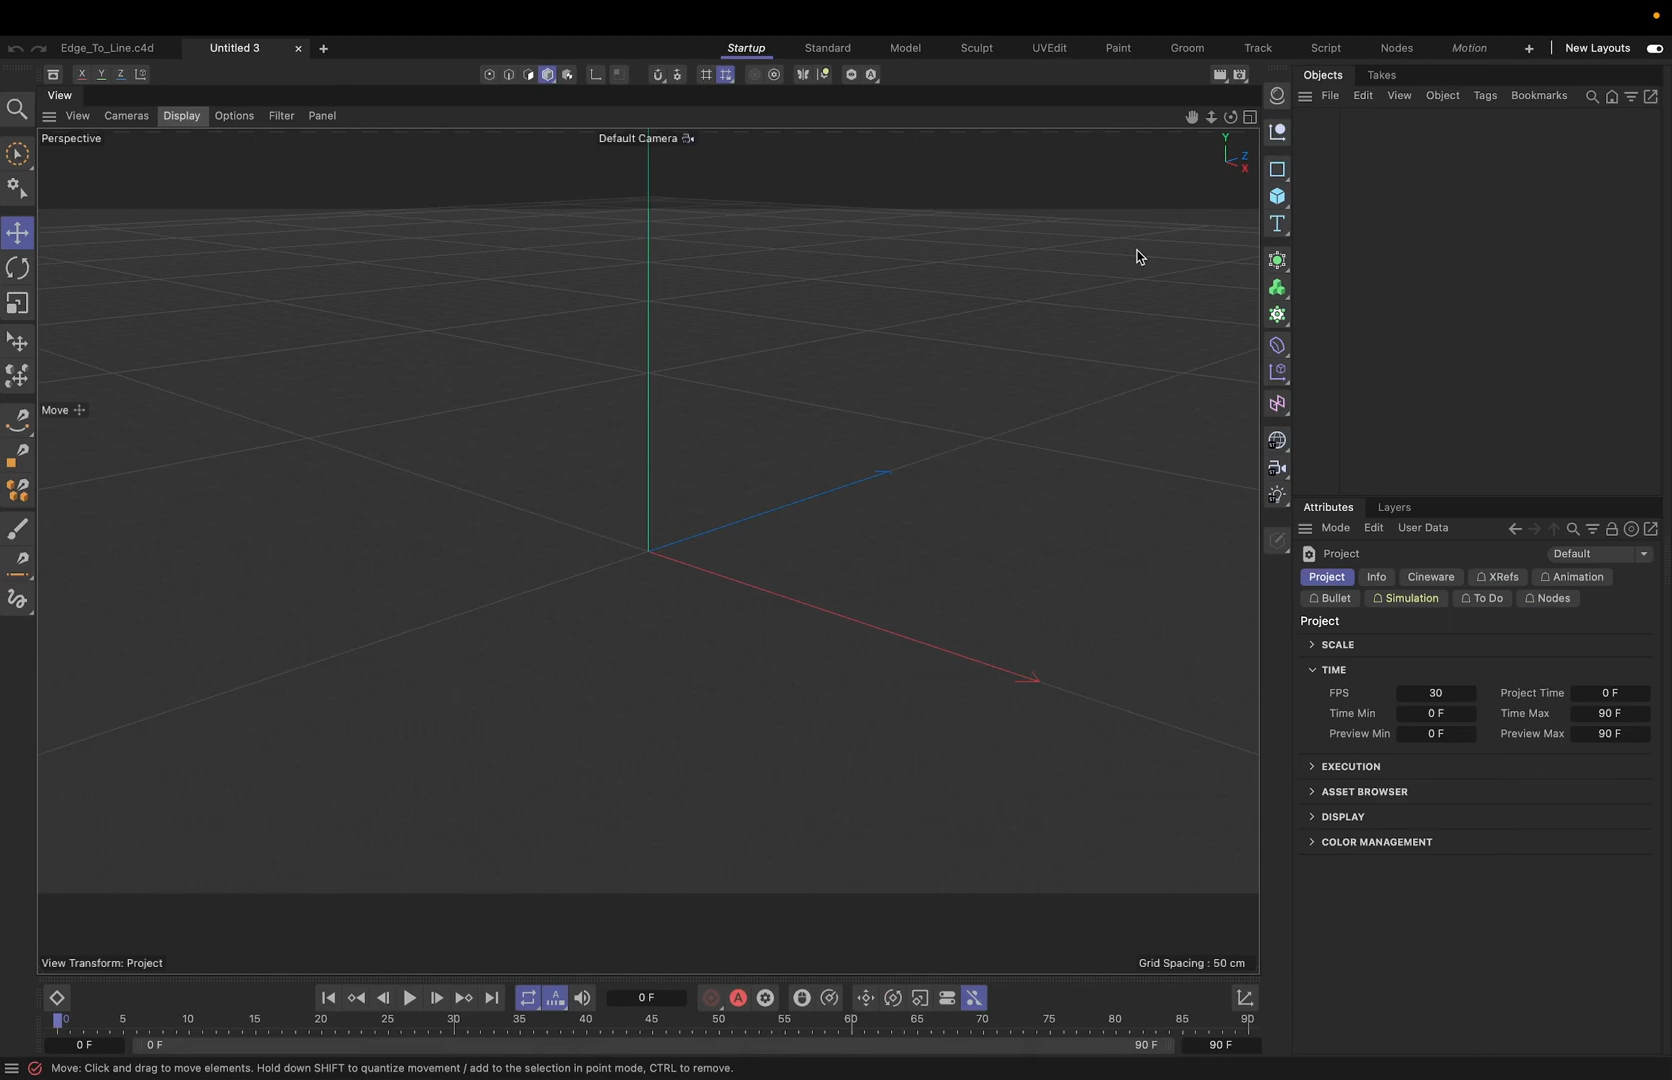 Edge_To_Line.c4d
Untitled 3
Startup
Standard
Model
Sculpt
UVEdit
Paint
Groom
Track
Script
Nodes
Motion
New Layouts
X
Y
Z
Objects
Takes
View
View
Cameras
Display
Options
Filter
Panel
File
Edit
View
Object
Tags
Bookmarks
Perspective
Default Camera
Y
Z
X
Move
Attributes
Layers
Mode
Edit
User Data
Project
Default
Project
Info
Cineware
XRefs
Animation
Bullet
Simulation
To Do
Nodes
Project
SCALE
TIME
FPS
30
Project Time
0 F
Time Min
0 F
Time Max
90 F
Preview Min
0 F
Preview Max
90 F
EXECUTION
ASSET BROWSER
DISPLAY
COLOR MANAGEMENT
View Transform: Project
Grid Spacing : 50 cm
0 F
0 5 10 15 20 25 30 35 40 45 50 55 60 65 70 75 80 85 90
0 F
0 F
90 F
90 F
Move: Click and drag to move elements. Hold down SHIFT to quantize movement / add to the selection in point mode, CTRL to remove.